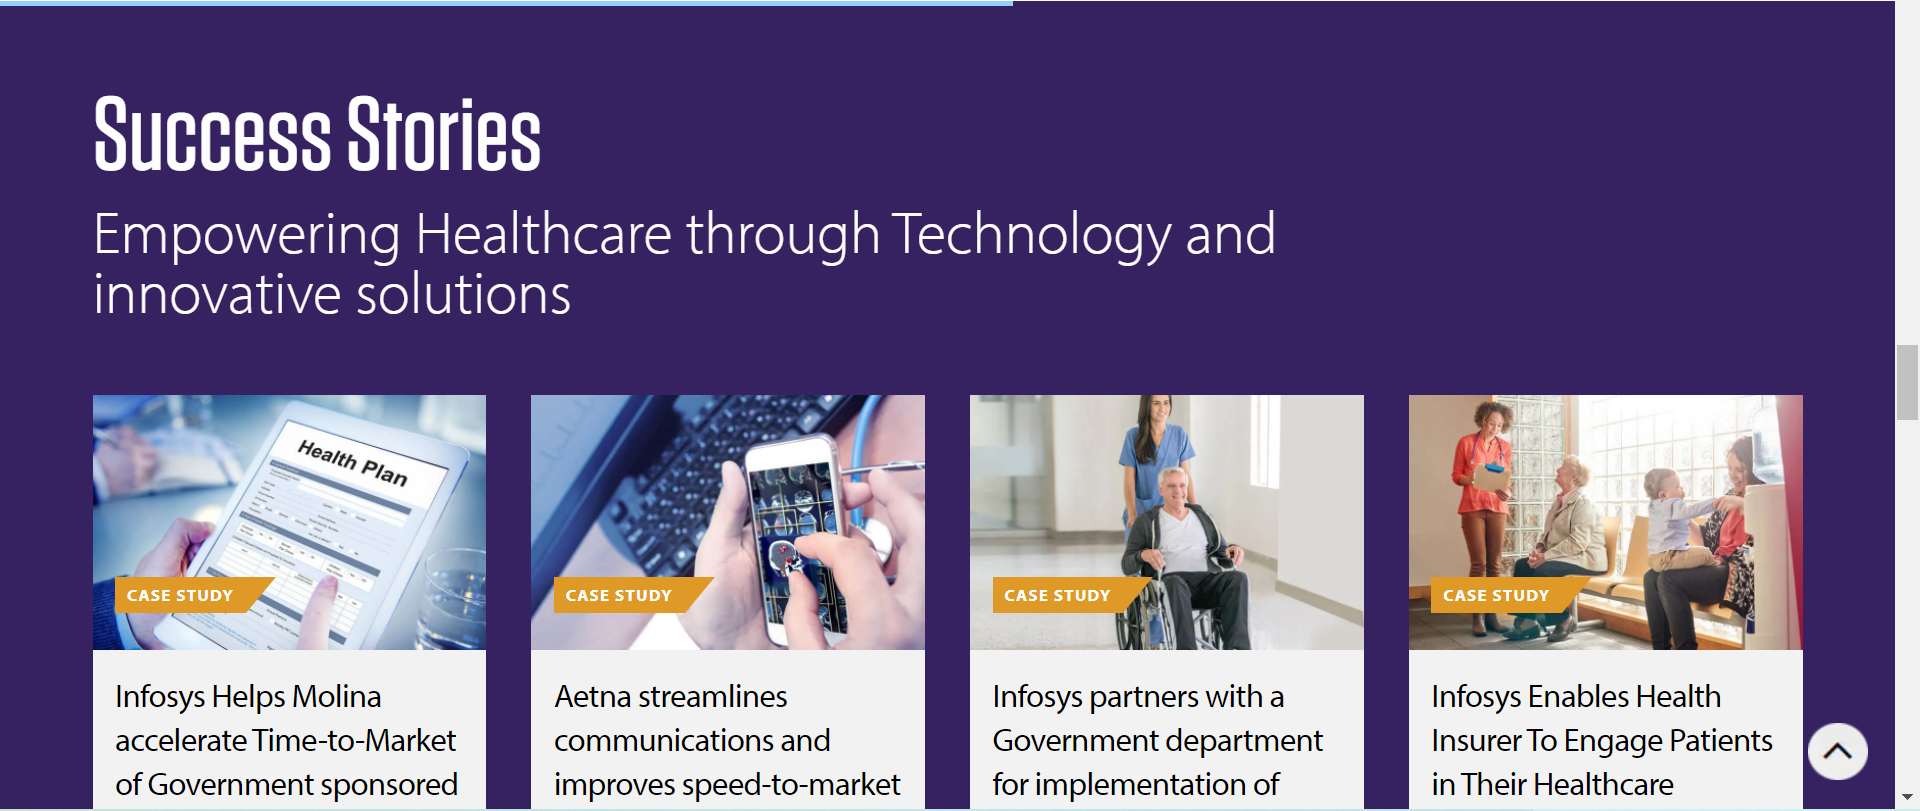 Success Stories
Empowering Healthcare through Technology and
innovative solutions
Health Plan
CASE STUDY
Infosys Helps Molina
accelerate Time-to-Market
of Government sponsored
CASE STUDY
Aetna streamlines
communications and
improves speed-to-market
CASE STUDY
Infosys partners with a
Government department
for implementation of
CASE STUDY
Infosys Enables Health
Insurer To Engage Patients
in Their Healthcare